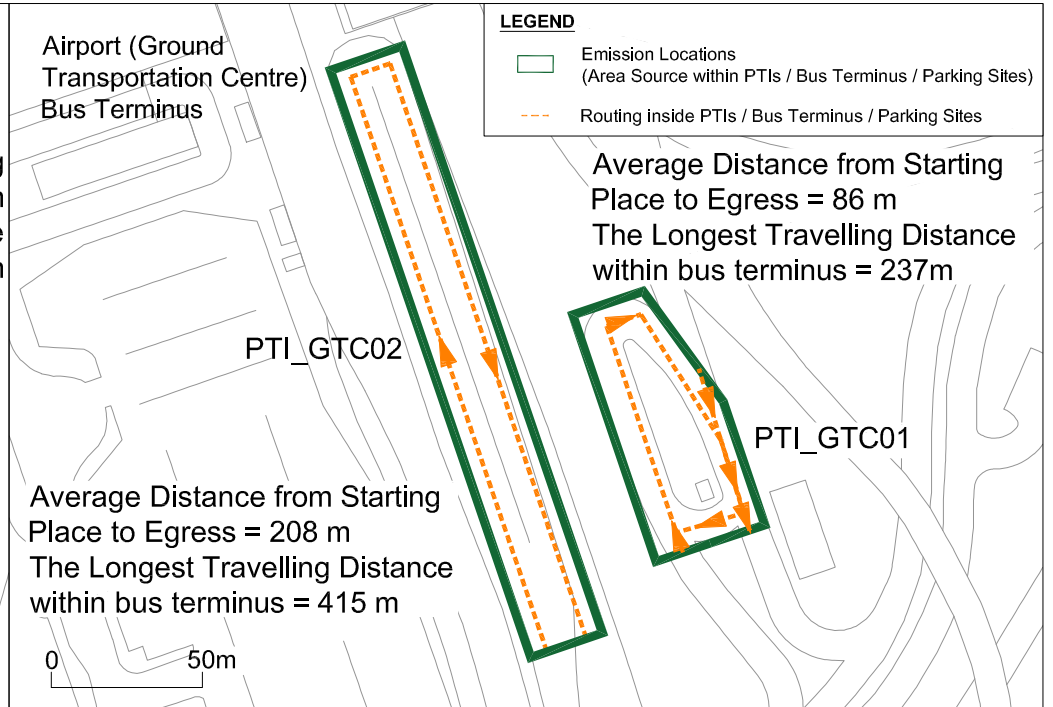 Airport (Ground
Transportation Centre)
Bus Terminus
LEGEND
Emission Locations
(Area Source within PTIs / Bus Terminus / Parking Sites)
Routing inside PTIs / Bus Terminus / Parking Sites
Average Distance from Starting
Place to Egress = 86 m
The Longest Travelling Distance
within bus terminus = 237m
PTI_GTC02
PTI_GTC01
Average Distance from Starting
Place to Egress = 208 m
The Longest Travelling Distance
within bus terminus = 415 m
0 50m